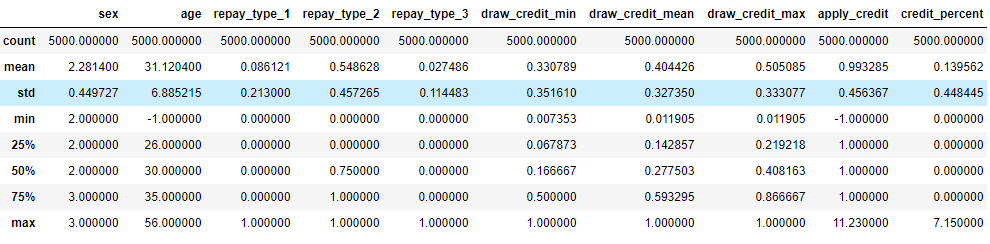 sex age repay_type_1 repay_type_2 repay_type_3 draw_credit_min draw_credit_mean draw_credit_max apply_credit credit_percent
count 5000.000000 5000.000000 5000.000000 5000.000000 5000.000000 5000.000000 5000.000000 5000.000000 5000.000000 5000.000000
mean 2.281400 31.120400 0.086121 0.548628 0.027486 0.330789 0.404426 0.505085 0.993285 0.139562
std 0.449727 6.885215 0.213000 0.457265 0.114483 0.351610 0.327350 0.333077 0.456367 0.448445
min 2.000000 -1.000000 0.000000 0.000000 0.000000 0.007353 0.011905 0.011905 -1.000000 0.000000
25% 2.000000 26.000000 0.000000 0.000000 0.000000 0.067873 0.142857 0.219218 1.000000 0.000000
50% 2.000000 30.000000 0.000000 0.750000 0.000000 0.166667 0.277503 0.408163 1.000000 0.000000
75% 3.000000 35.000000 0.000000 1.000000 0.000000 0.500000 0.593295 0.866667 1.000000 0.000000
max 3.000000 56.000000 1.000000 1.000000 1.000000 1.000000 1.000000 1.000000 11.230000 7.150000